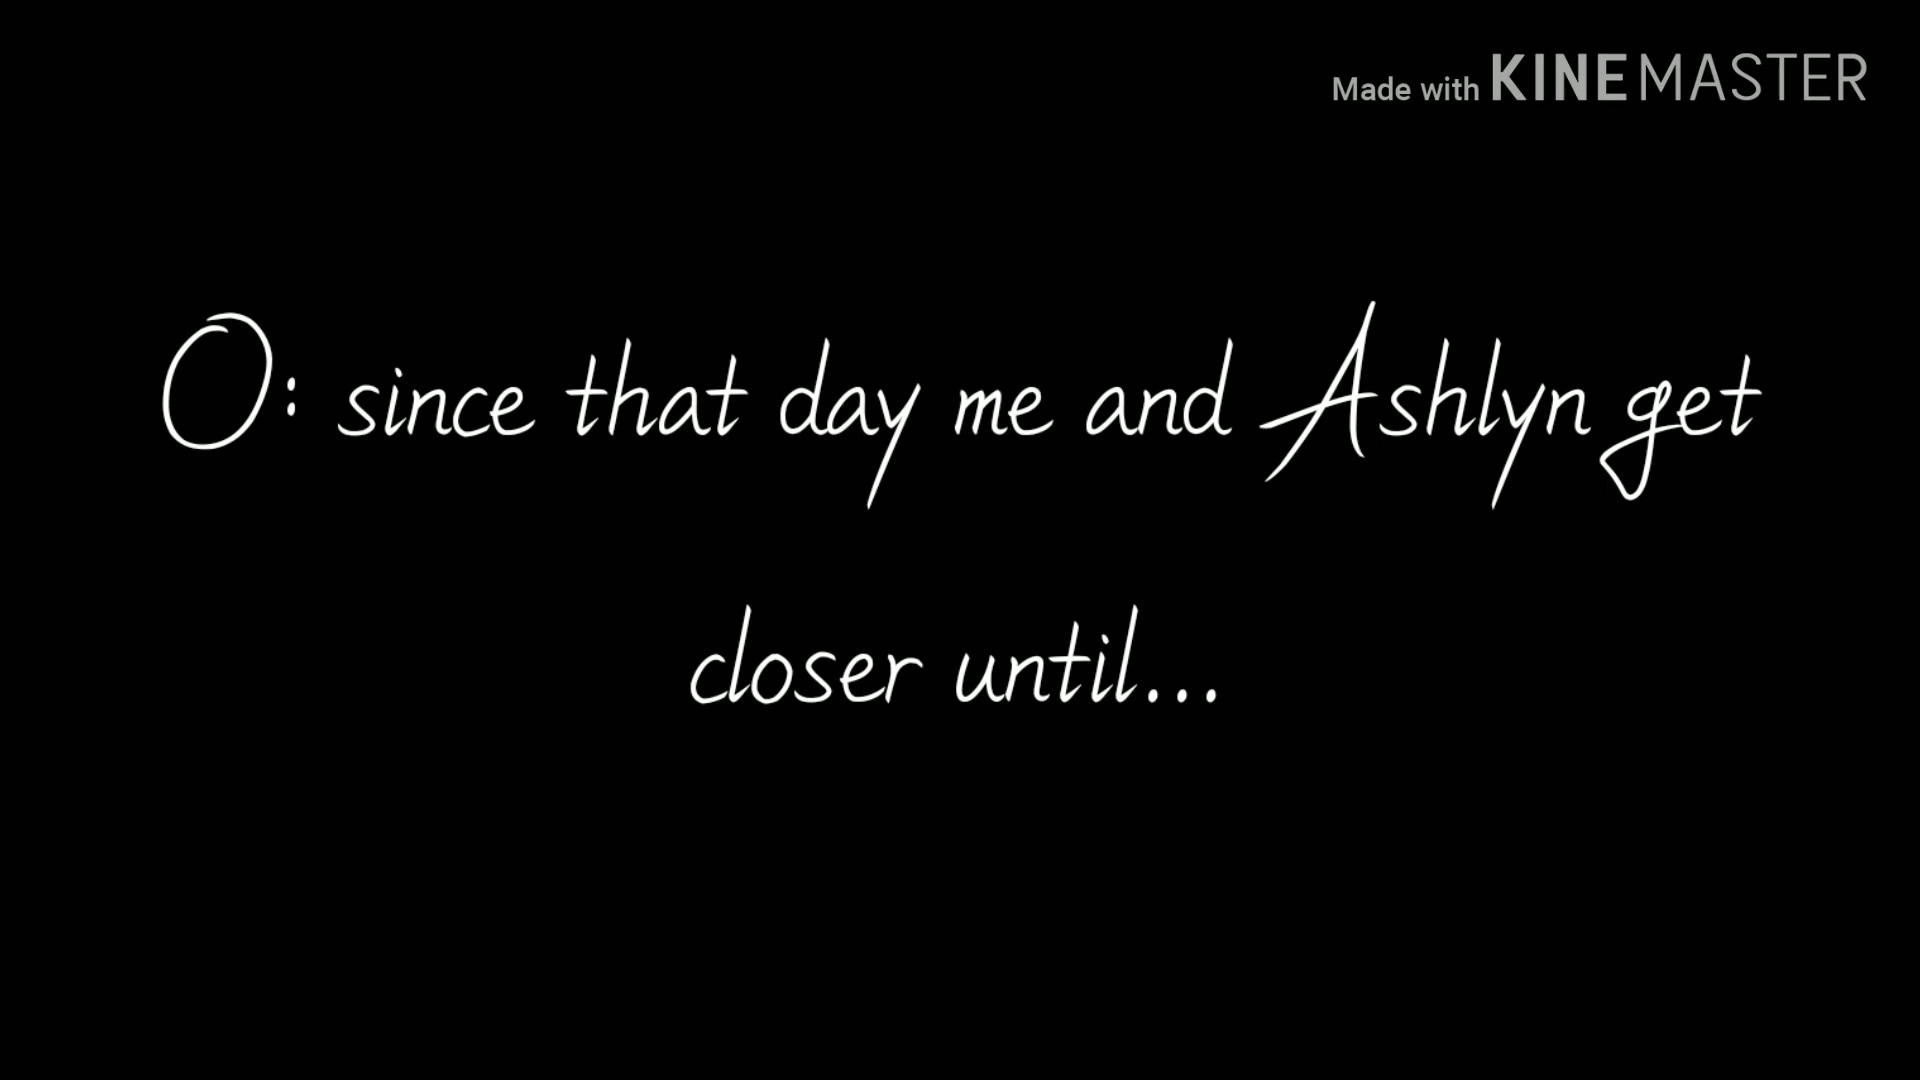 Made with KINEMASTER
O: since that day me and Ashlyn get
closer until...